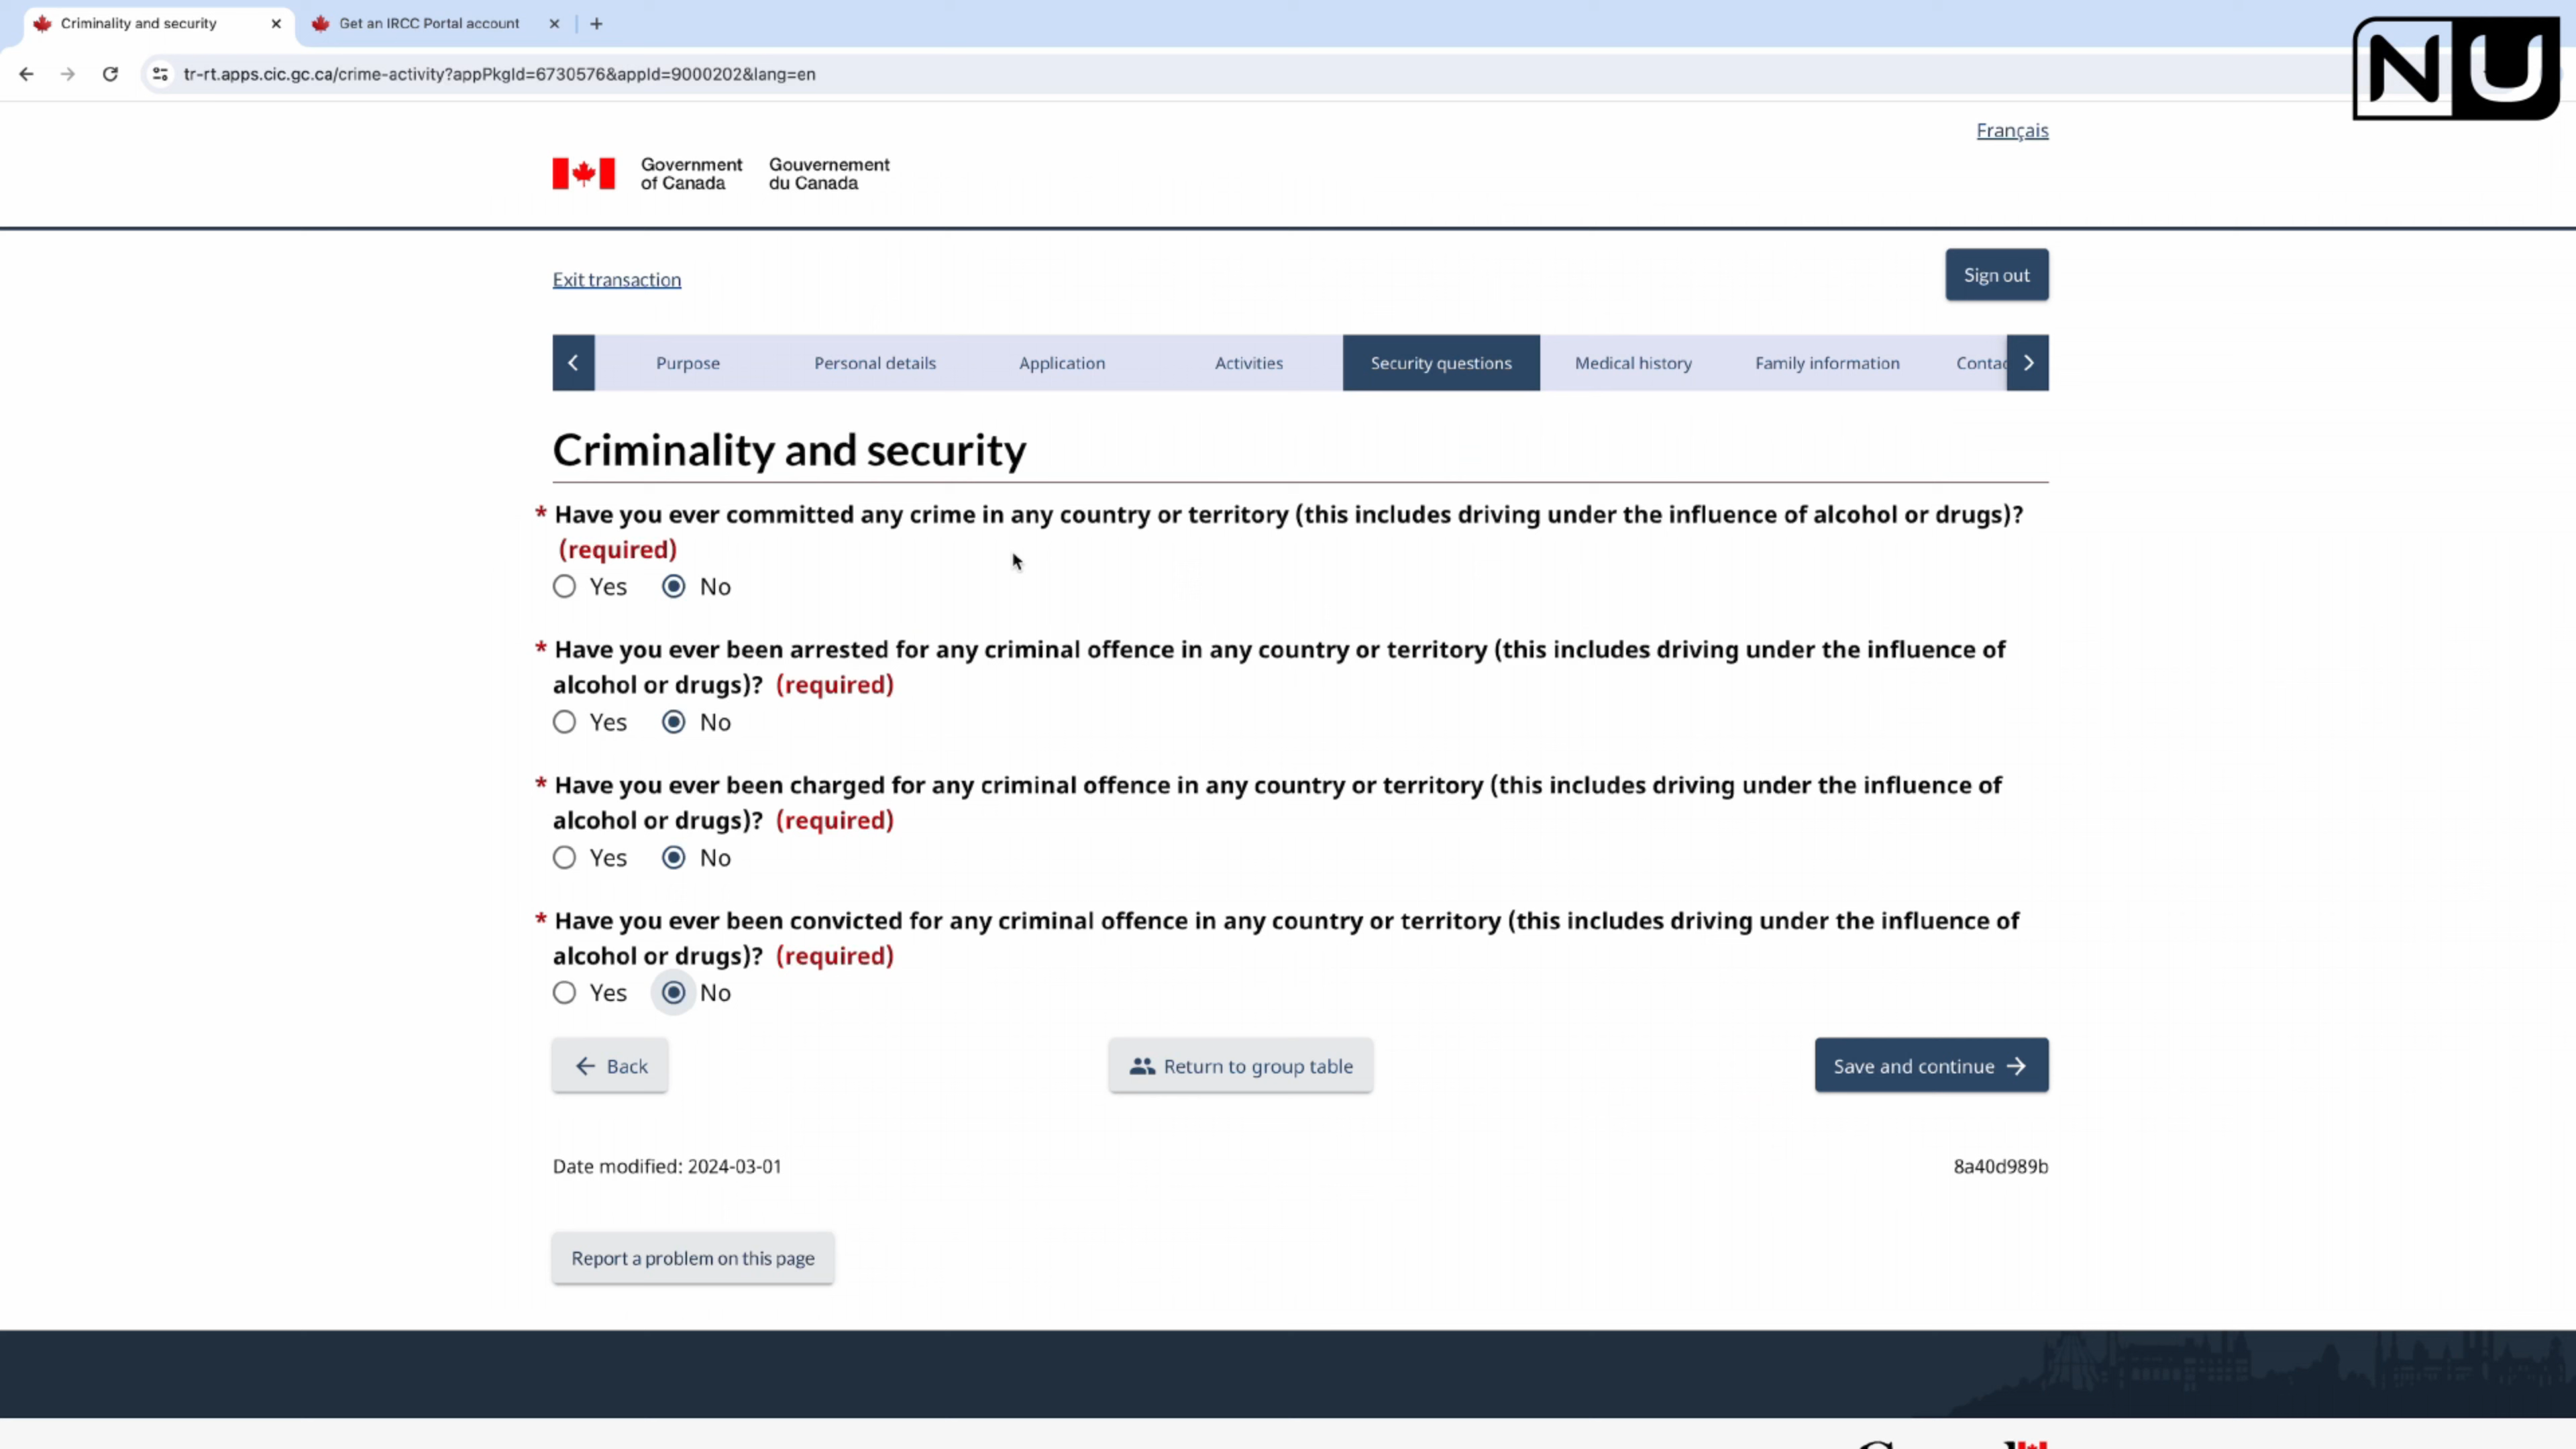 Criminality and security
Get an IRCC Portal account
NU
tr-rt.apps.cic.gc.ca/crime-activity?appPkgId=6730576&appId=9000202&lang=en
Français
Government
of Canada
Gouvernement
du Canada
Exit transaction
Sign out
Purpose
Personal details
Application
Activities
Security questions
Medical history
Family information
Contac
Criminality and security
* Have you ever committed any crime in any country or territory (this includes driving under the influence of alcohol or drugs)?
(required)
Yes No
* Have you ever been arrested for any criminal offence in any country or territory (this includes driving under the influence of
alcohol or drugs)? (required)
Yes No
* Have you ever been charged for any criminal offence in any country or territory (this includes driving under the influence of
alcohol or drugs)? (required)
Yes No
* Have you ever been convicted for any criminal offence in any country or territory (this includes driving under the influence of
alcohol or drugs)? (required)
Yes No
Back
Return to group table
Save and continue
Date modified: 2024-03-01
8a40d989b
Report a problem on this page